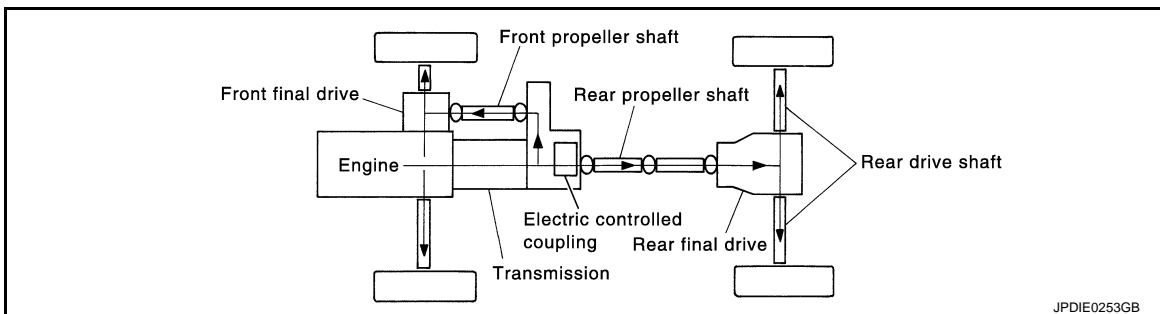 Front propeller shaft
Front final drive
Rear propeller shaft
Engine
Rear drive shaft
Electric controlled
coupling
Rear final drive
Transmission
JPDIE0253GB